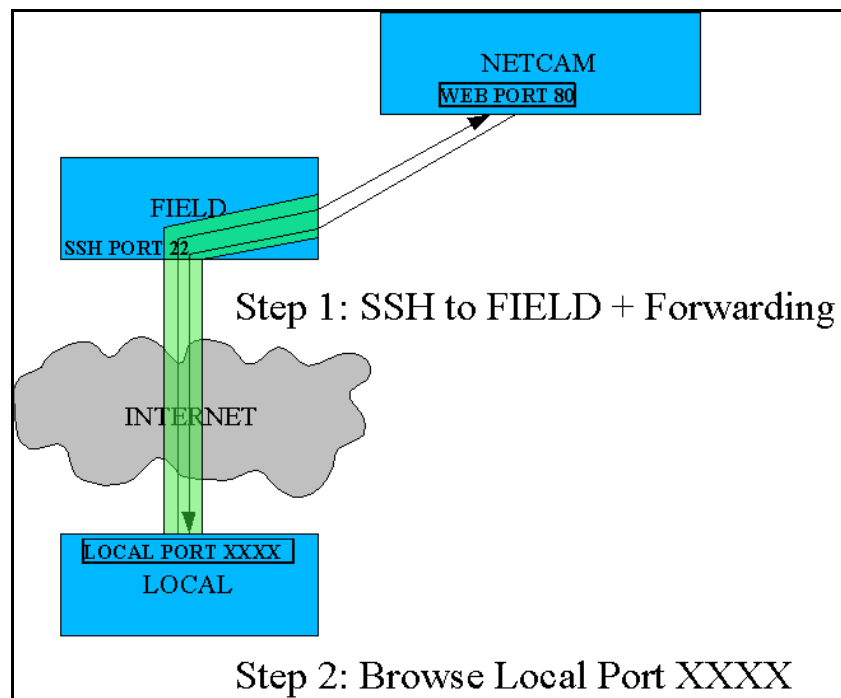 NETCAM
WEB PORT 80
FIELD
SSH PORT 22
Step 1: SSH to FIELD + Forwarding
INTERNET
LOCAL PORT XXXX
LOCAL
Step 2: Browse Local Port XXXX